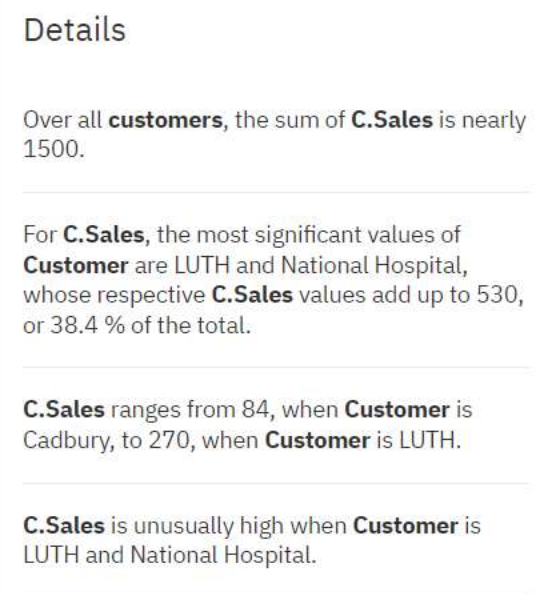 Details
Over all customers, the sum of C.Sales is nearly
1500.
For C.Sales, the most significant values of
Customer are LUTH and National Hospital,
whose respective C.Sales values add up to 530,
or 38.4 % of the total.
C.Sales ranges from 84, when Customer is
Cadbury, to 270, when Customer is LUTH.
C.Sales is unusually high when Customer is
LUTH and National Hospital.